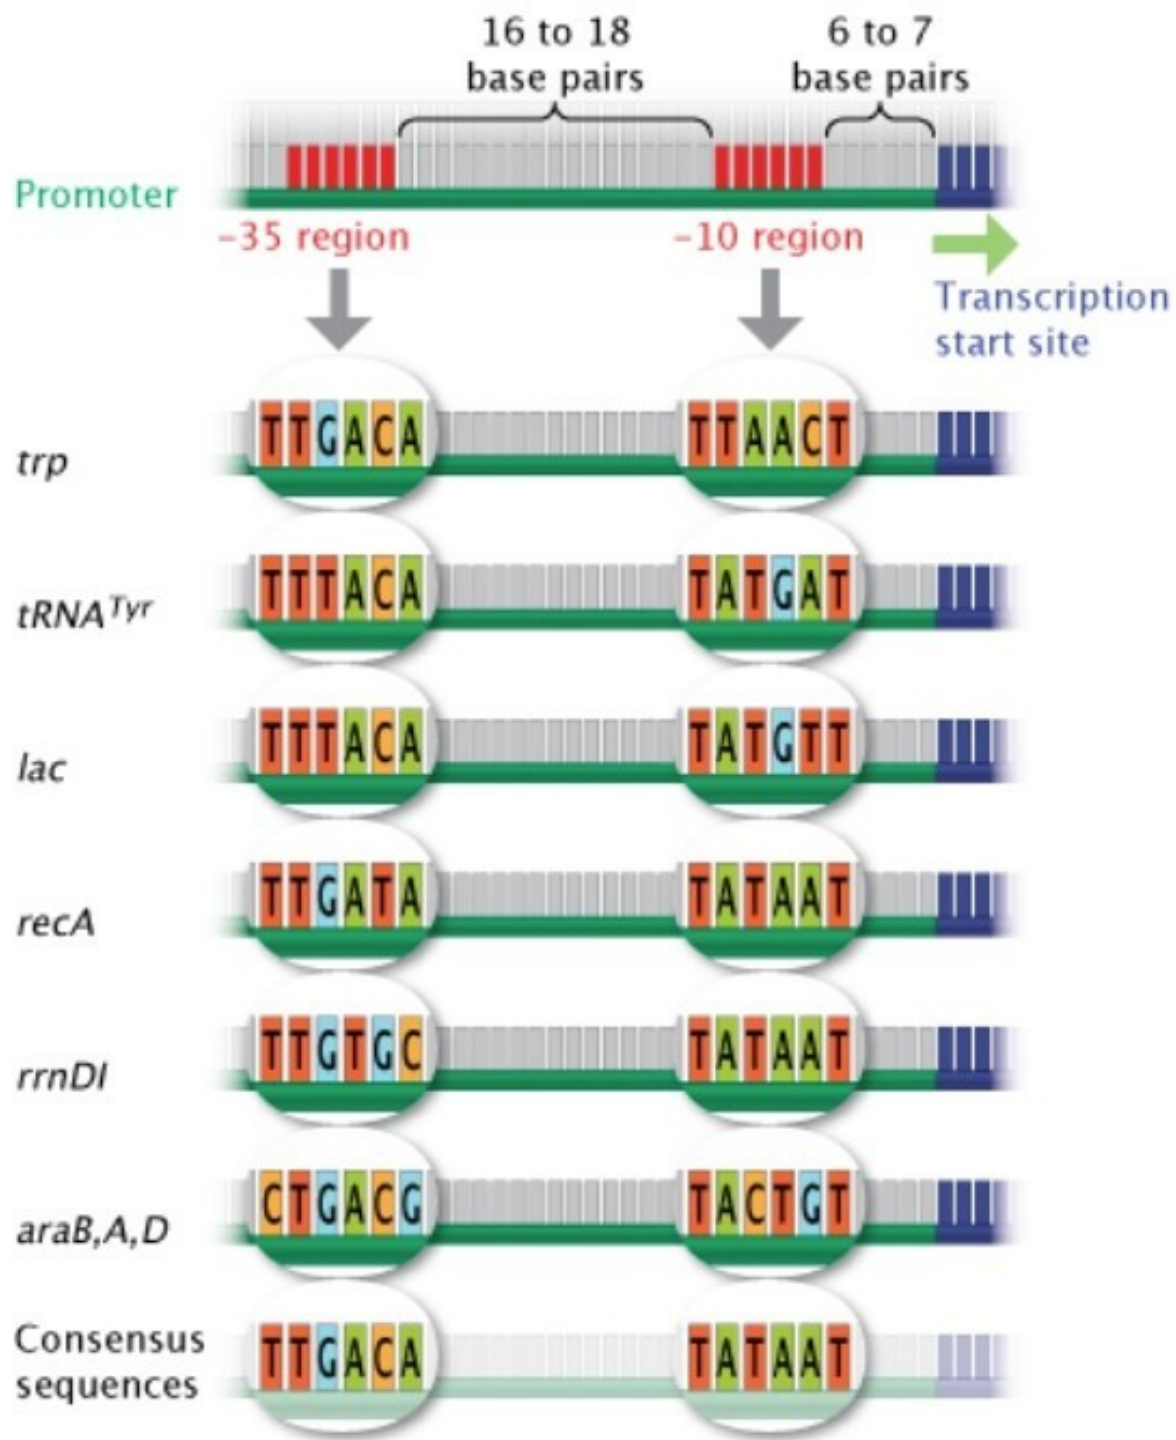 16 to 18
base pairs
6 to 7
base pairs
Promoter
-35 region
-10 region
Transcription
start site
trp
TTGACA
TTAACT
tRNATyr
TTTACA
TATGAT
lac
TTTACA
TATGTT
recA
TTGATA
TATAAT
rrnDI
TTGTGC
TATAAT
araB,A,D
CTGACG
TACTGT
Consensus
sequences
TTGACA
TATAAT